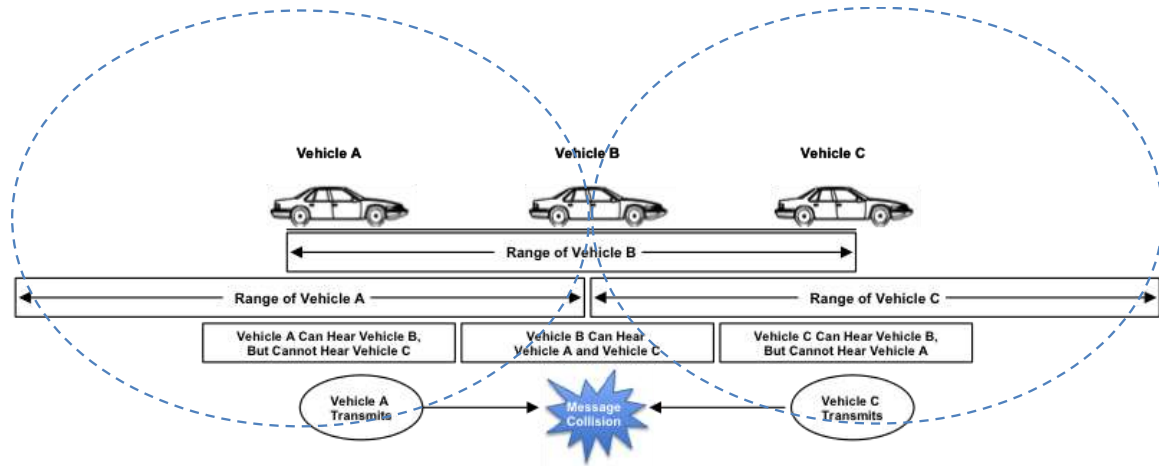 Vehicle A
Vehicle B
Vehicle C
Range of Vehicle B
Range of Vehicle A
Range of Vehicle C
Vehicle A Can Hear Vehicle B,
But Cannot Hear Vehicle C
Vehicle B Can Hear
Vehicle A and Vehicle C
Vehicle C Can Hear Vehicle B,
But Cannot Hear Vehicle A
Vehicle A
Transmits
Message
Collision
Vehicle C
Transmits